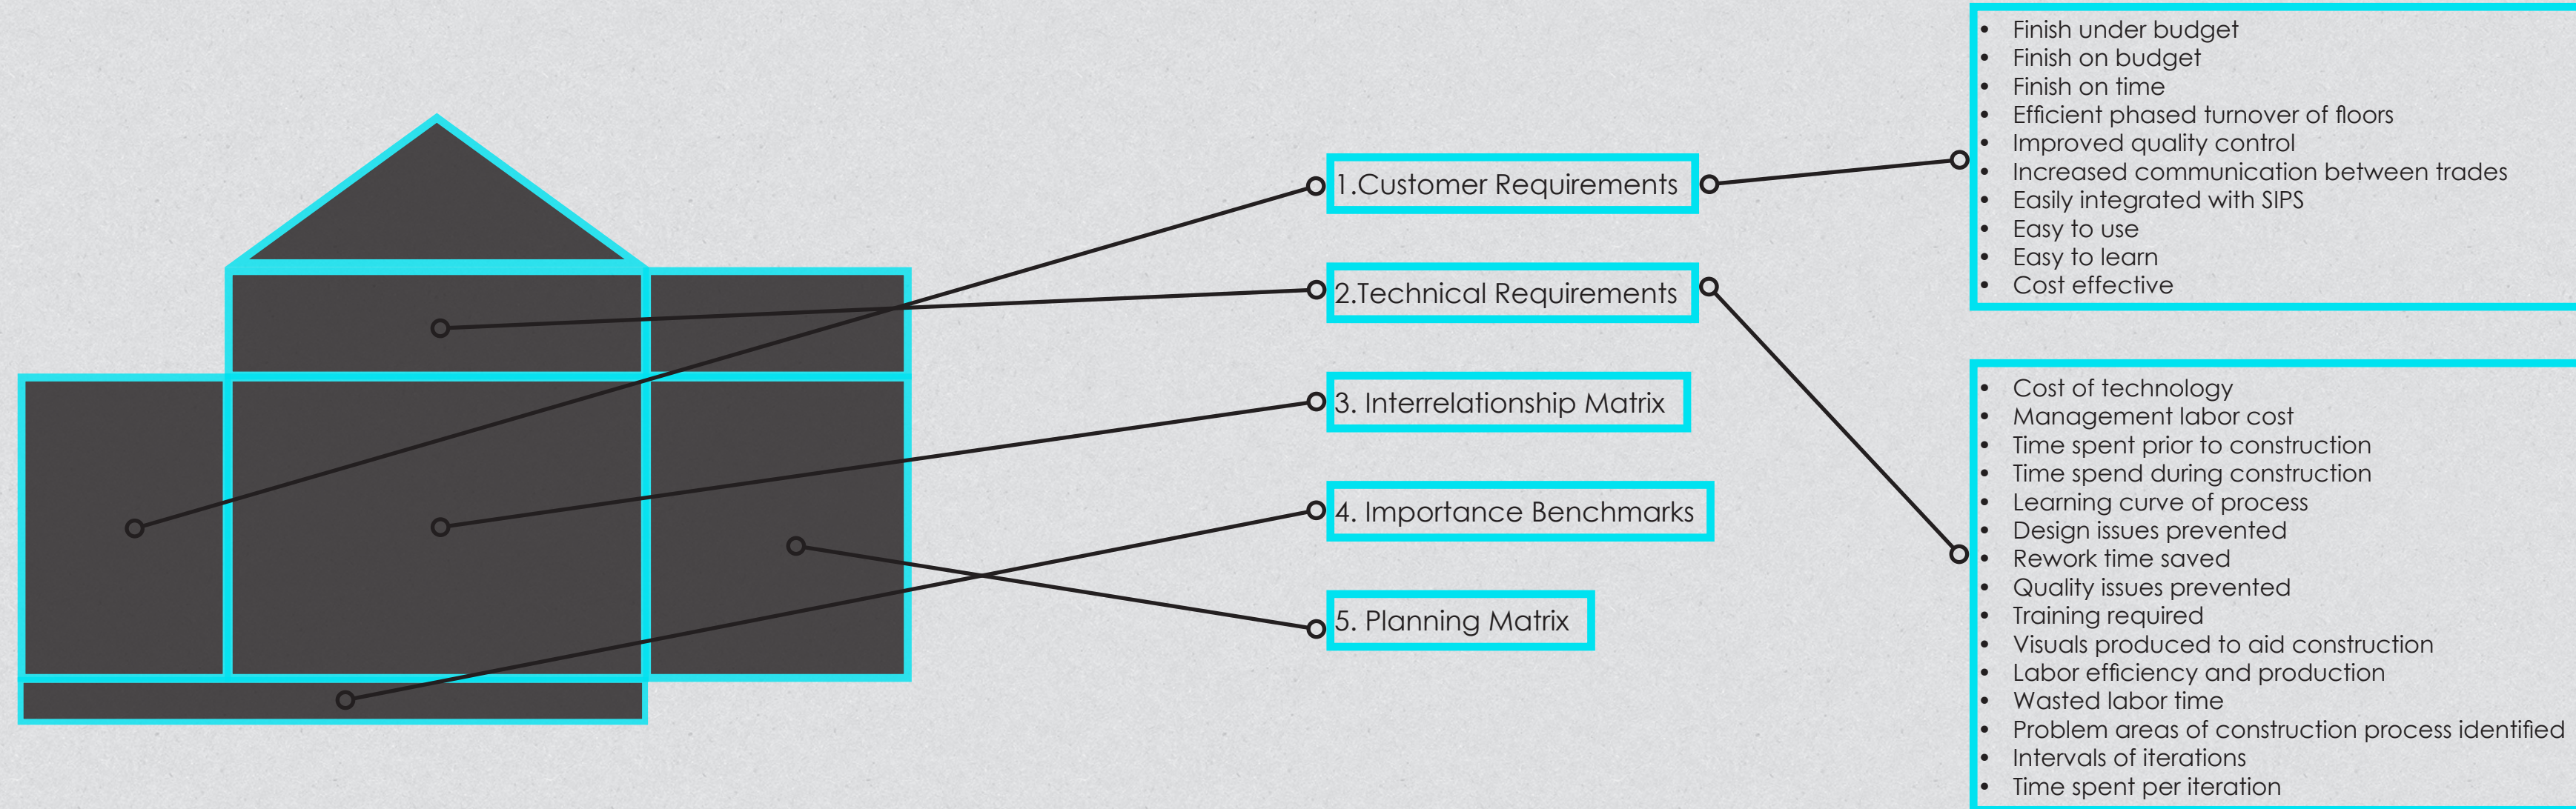 1.Customer Requirements
2.Technical Requirements
3. Interrelationship Matrix
4. Importance Benchmarks
5. Planning Matrix
• Finish under budget
• Finish on budget
• Finish on time
• Efficient phased turnover of floors
• Improved quality control
• Increased communication between trades
• Easily integrated with SIPS
• Easy to use
• Easy to learn
• Cost effective
• Cost of technology
• Management labor cost
• Time spent prior to construction
• Time spend during construction
• Learning curve of process
• Design issues prevented
• Rework time saved
• Quality issues prevented
• Training required
• Visuals produced to aid construction
• Labor efficiency and production
• Wasted labor time
• Problem areas of construction process identified
• Intervals of iterations
• Time spent per iteration